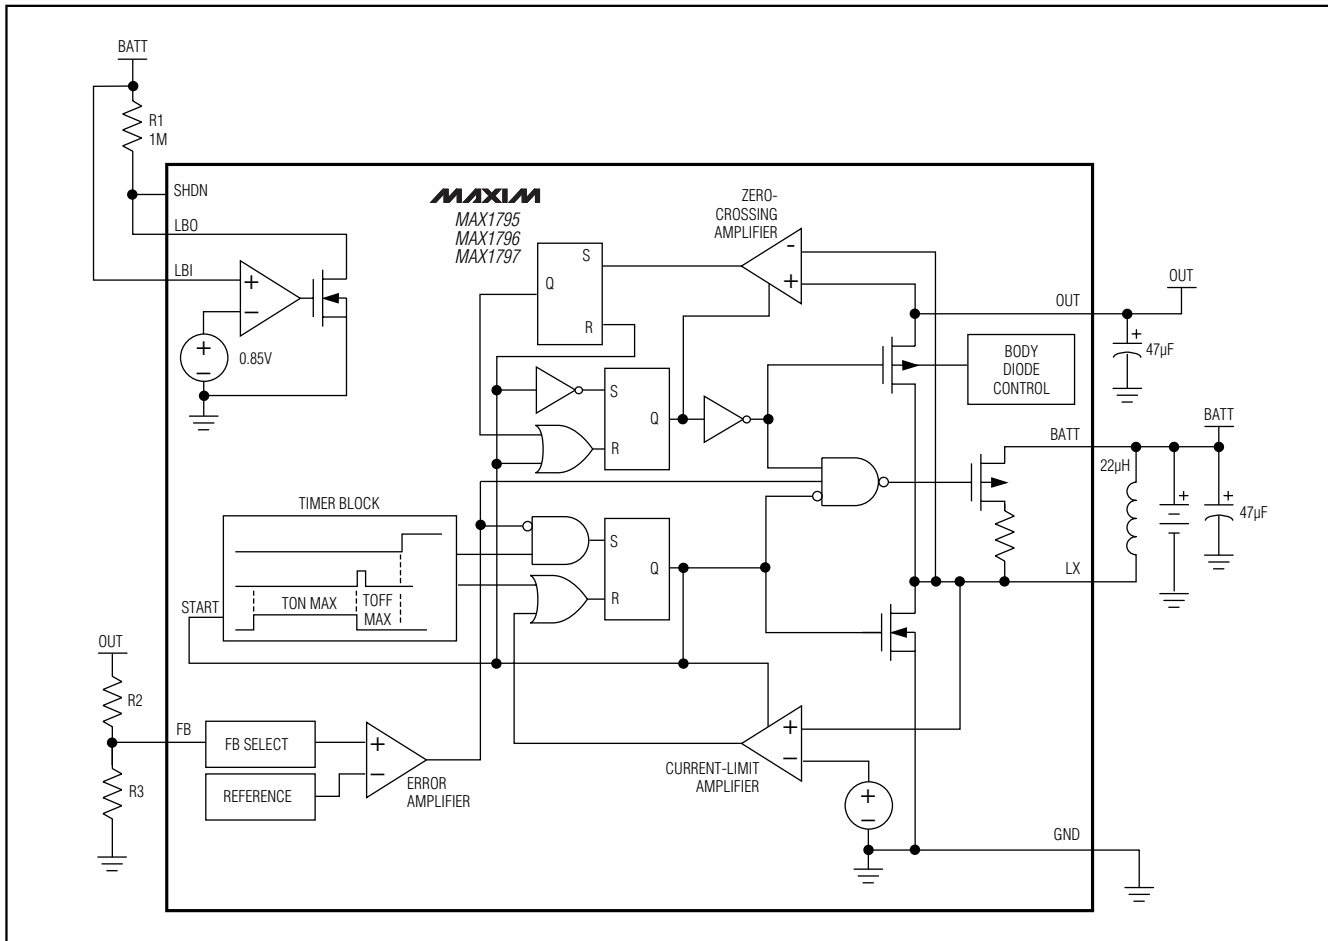 BATT
R1
1M
SHDN
LBO
LBI
+
−
+
−
0.85V
MAXIM
MAX1795
MAX1796
MAX1797
ZERO-
CROSSING
AMPLIFIER
-
+
S
Q
R
OUT
OUT
+
47µF
BODY
DIODE
CONTROL
S
Q
R
BATT
BATT
22µH
+
+
47µF
TIMER BLOCK
TON MAX
TOFF
MAX
START
S
Q
R
LX
OUT
R2
FB
R3
FB SELECT
REFERENCE
+
−
ERROR
AMPLIFIER
+
−
CURRENT-LIMIT
AMPLIFIER
+
−
GND